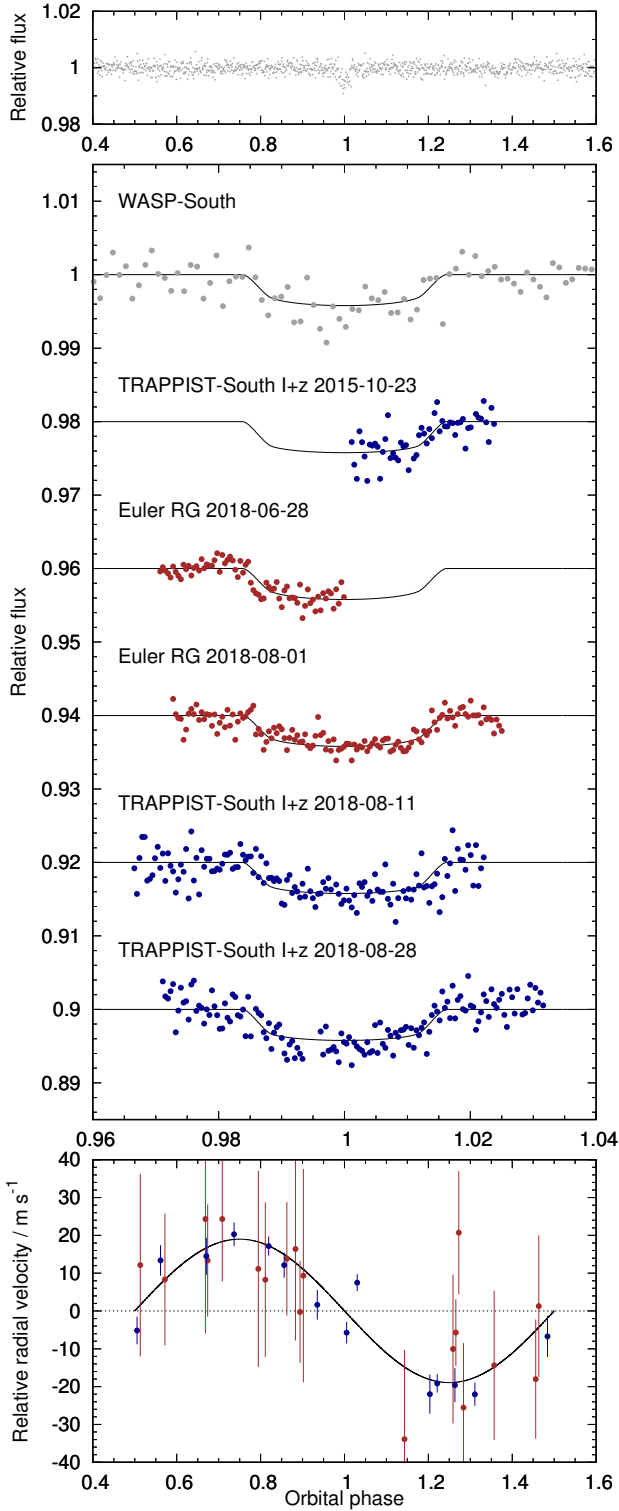 1.02
1
0.98
Relative flux
0.4 0.6 0.8 1 1.2 1.4 1.6
1.01
WASP-South
1
0.99
TRAPPIST-South I+z 2015-10-23
0.98
0.97
Euler RG 2018-06-28
0.96
Relative flux
0.95
Euler RG 2018-08-01
0.94
0.93
TRAPPIST-South I+z 2018-08-11
0.92
0.91
TRAPPIST-South I+z 2018-08-28
0.9
0.89
0.96 0.98 1 1.02 1.04
40
30
20
10
0
-10
-20
-30
-40
Relative radial velocity / m s⁻¹
0.4 0.6 0.8 1 1.2 1.4 1.6
Orbital phase